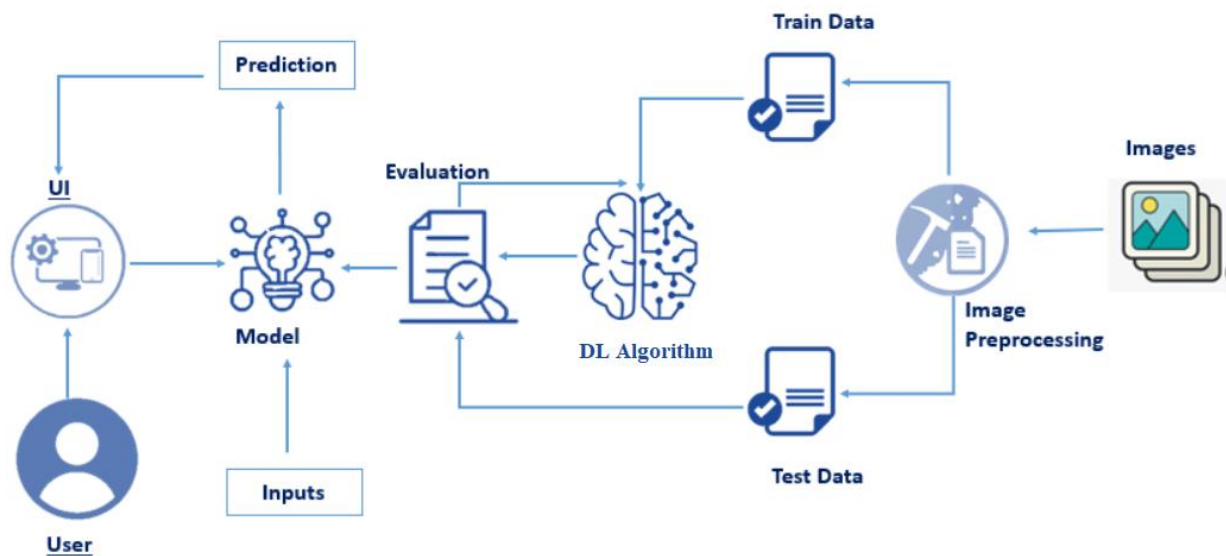 Train Data
Prediction
Images
Evaluation
UI
Model
Image
Preprocessing
DL Algorithm
Test Data
Inputs
User